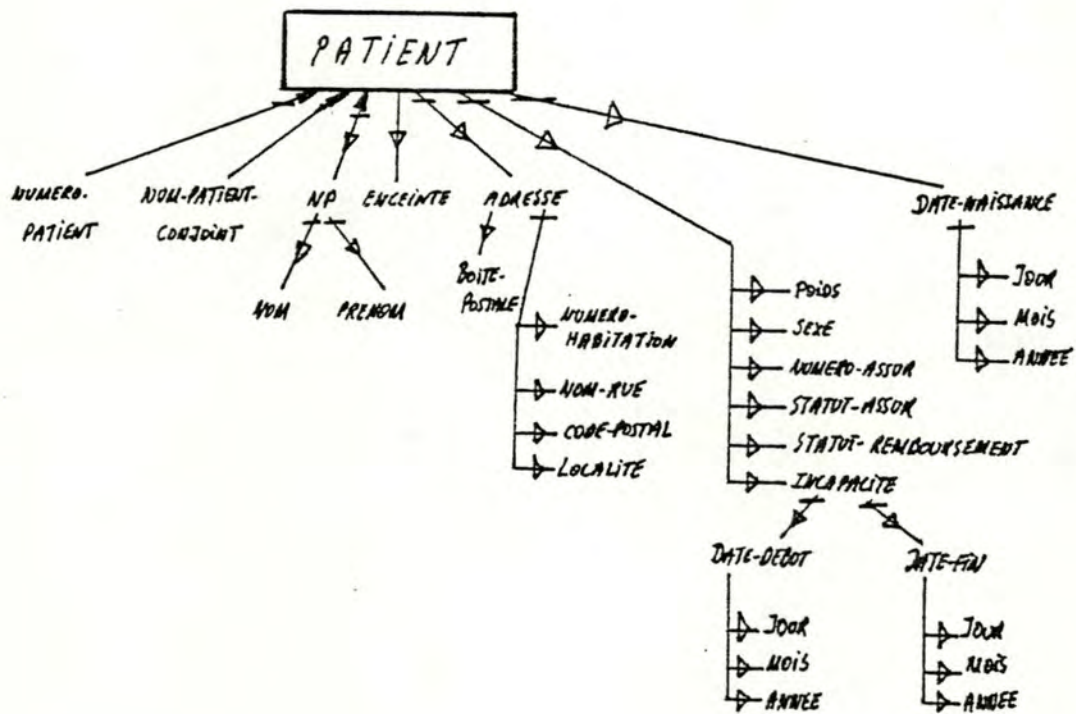 PATIENT
NUMERO-
PATIENT
NOM-PATIENT-
CONJOINT
NP
ENCEINTE
ADRESSE
DATE-NAISSANCE
NOM
PRENOM
BOITE-
POSTALE
NUMERO-
HABITATION
NOM-RUE
CODE-POSTAL
LOCALITE
POIDS
SEXE
NUMERO-ASSUR
STATUT-ASSUR
STATUT-REMBOURSEMENT
INCAPACITE
JOUR
MOIS
ANNEE
DATE-DEBUT
DATE-FIN
JOUR
MOIS
ANNEE
JOUR
MOIS
ANNEE